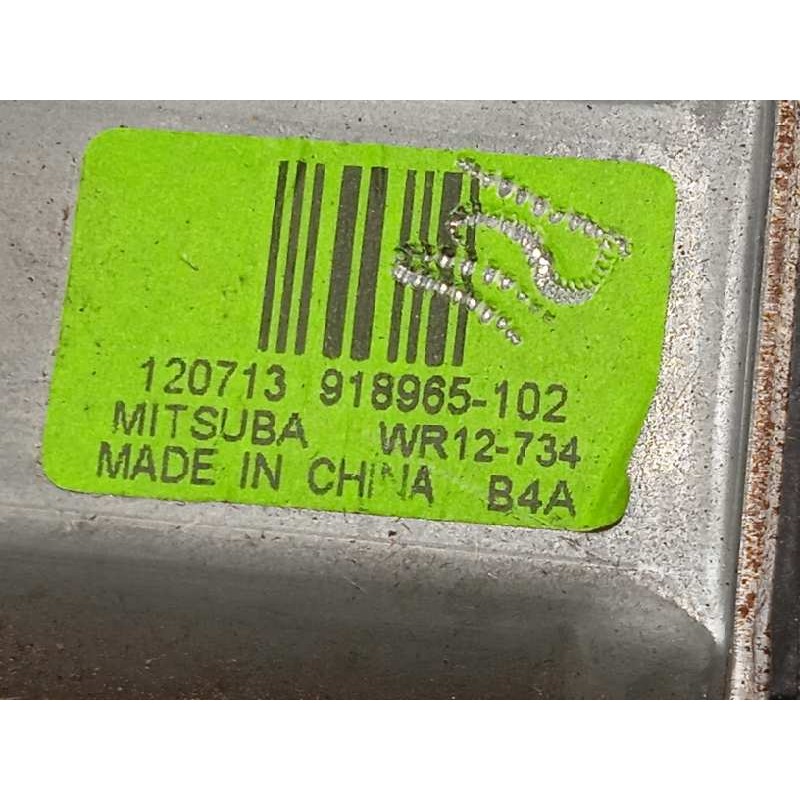 120713 918965-102
MITSUBA WR12-734
MADE IN CHINA B4A